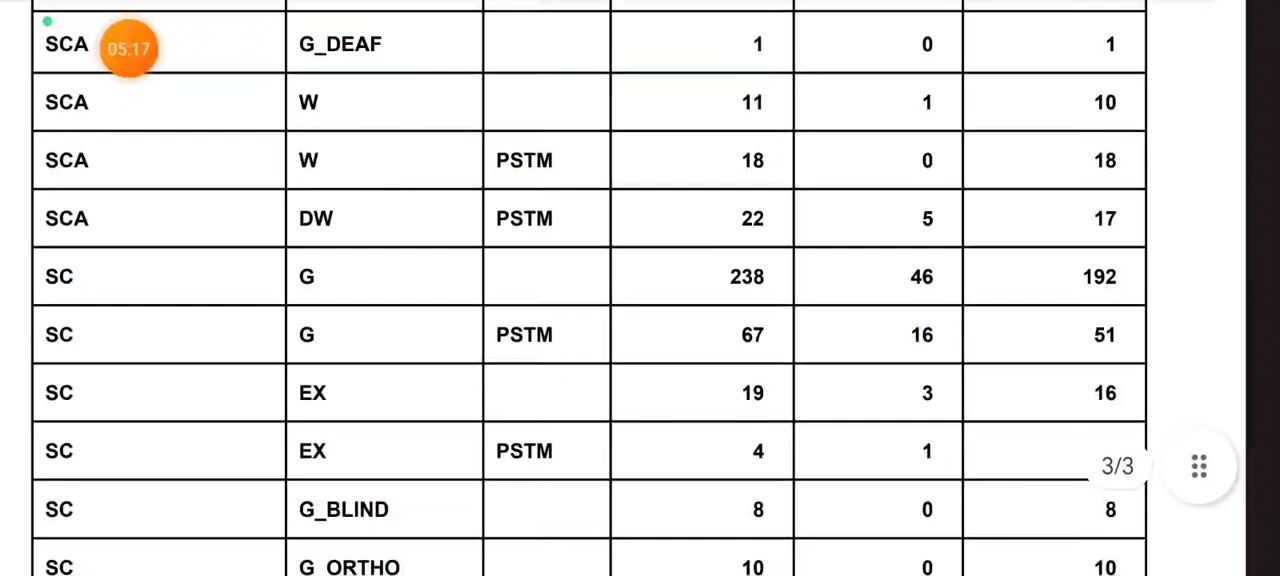 SCA G_DEAF 1 0 1
05:17
SCA W 11 1 10
SCA W PSTM 18 0 18
SCA DW PSTM 22 5 17
SC G 238 46 192
SC G PSTM 67 16 51
SC EX 19 3 16
SC EX PSTM 4 1
3/3
SC G_BLIND 8 0 8
SC G_ORTHO 10 0 10